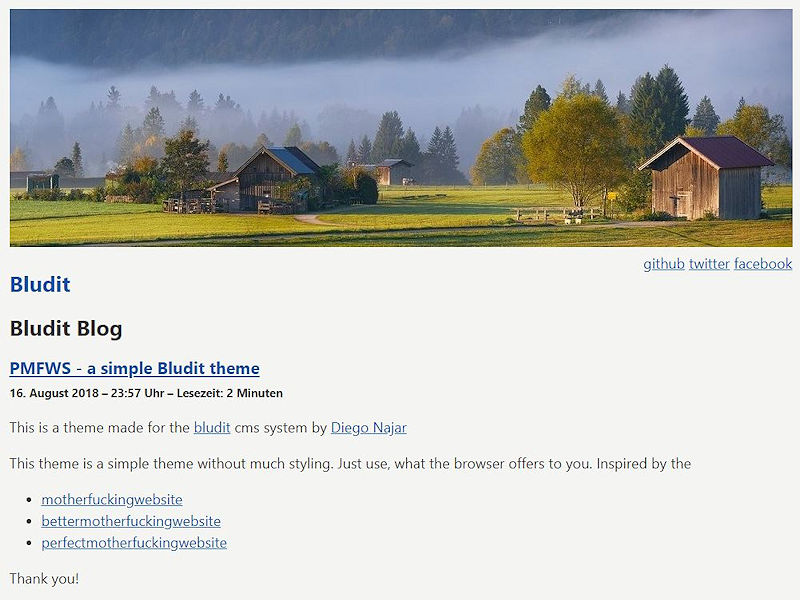 github twitter facebook
Bludit
Bludit Blog
PMFWS - a simple Bludit theme
16. August 2018 – 23:57 Uhr – Lesezeit: 2 Minuten
This is a theme made for the bludit cms system by Diego Najar
This theme is a simple theme without much styling. Just use, what the browser offers to you. Inspired by the
• motherfuckingwebsite
• bettermotherfuckingwebsite
• perfectmotherfuckingwebsite
Thank you!